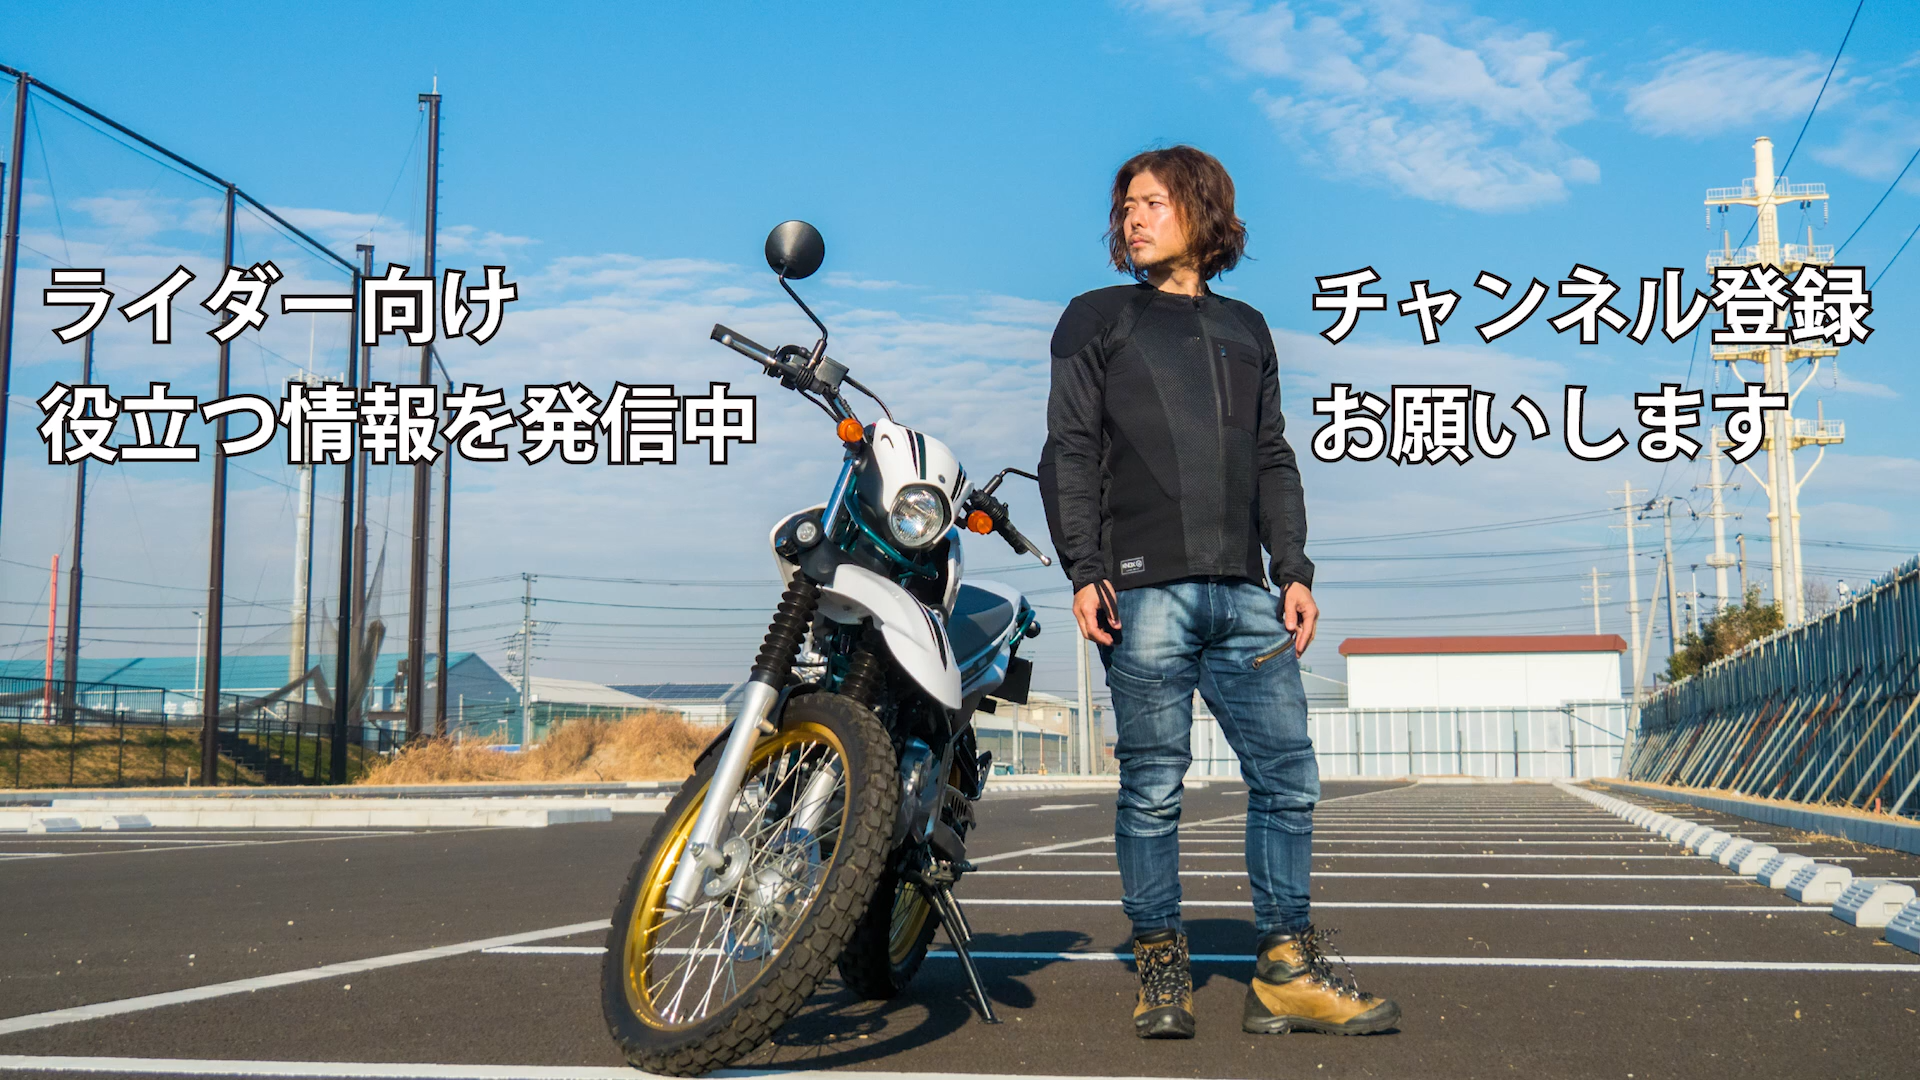 ライダー向け
役立つ情報を発信中
チャンネル登録
お願いします
KNOX